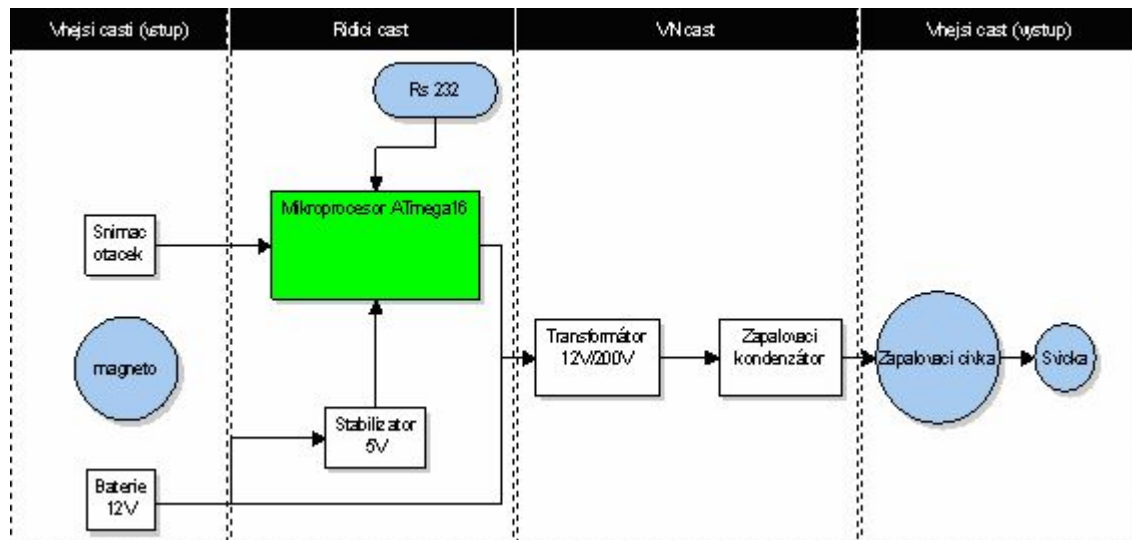 Vnejsi casti (vstup)
Ridici cast
VN cast
Vnejsi cast (vystup)
Rs 232
Mikroprocesor ATmega16
Snimac
otacek
magneto
Transformátor
12V/200V
Zapalovaci
kondenzátor
Zapalovaci civka
Svicka
Stabilizator
5V
Baterie
12V